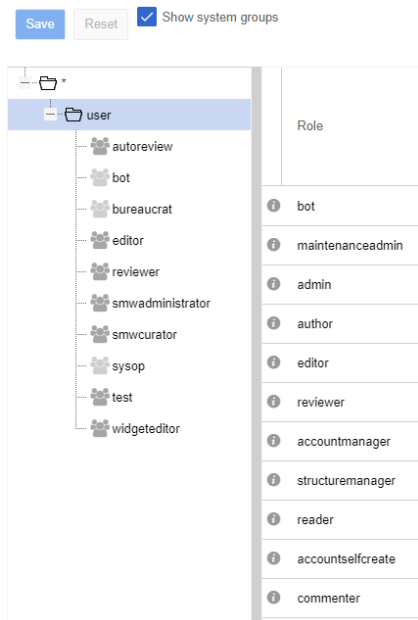 Save
Reset
Show system groups
*
user
autoreview
bot
bureaucrat
editor
reviewer
smwadministrator
smwcurator
sysop
test
widgeteditor
Role
bot
maintenanceadmin
admin
author
editor
reviewer
accountmanager
structuremanager
reader
accountselfcreate
commenter